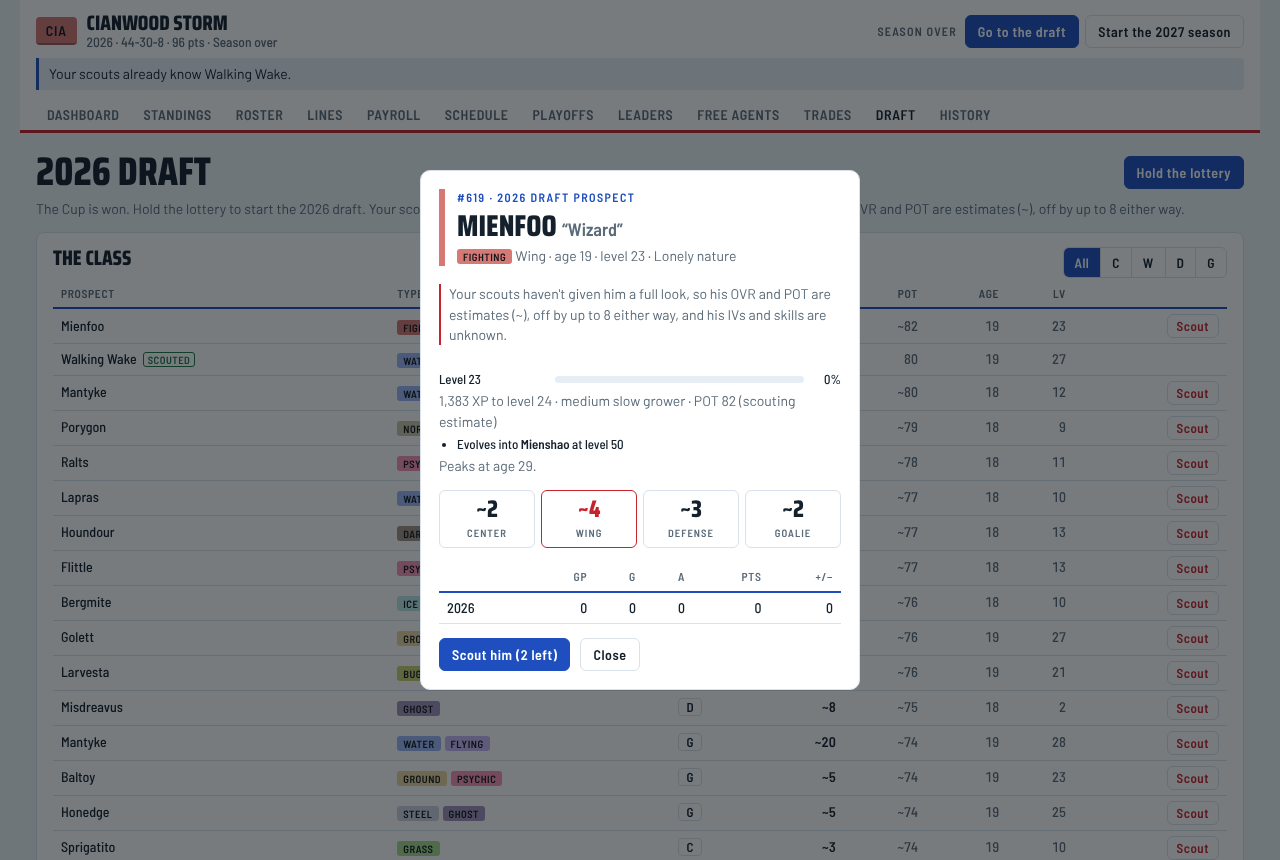 CIA
CIANWOOD STORM
2026 · 44-30-8 · 96 pts · Season over
SEASON OVER
Go to the draft
Start the 2027 season
Your scouts already know Walking Wake.
DASHBOARD STANDINGS ROSTER LINES PAYROLL SCHEDULE PLAYOFFS LEADERS FREE AGENTS TRADES DRAFT HISTORY
2026 DRAFT
Hold the lottery
The Cup is won. Hold the lottery to start the 2026 draft. Your sco
VR and POT are estimates (~), off by up to 8 either way.
THE CLASS
All C W D G
PROSPECT TYPE POT AGE LV
Mienfoo FIGH ~82 19 23 Scout
Walking Wake SCOUTED WAT 80 19 27
Mantyke WAT ~80 18 12 Scout
Porygon NOR ~79 18 9 Scout
Ralts PSY ~78 18 11 Scout
Lapras WAT ~77 18 10 Scout
Houndour DAR ~77 18 13 Scout
Flittle PSY ~77 18 13 Scout
Bergmite ICE ~76 18 10 Scout
Golett GRO ~76 19 27 Scout
Larvesta BUG ~76 19 21 Scout
Misdreavus GHOST D ~8 ~75 18 2 Scout
Mantyke WATER FLYING G ~20 ~74 19 28 Scout
Baltoy GROUND PSYCHIC G ~5 ~74 19 23 Scout
Honedge STEEL GHOST G ~5 ~74 19 25 Scout
Sprigatito GRASS C ~3 ~74 19 10 Scout
#619 · 2026 DRAFT PROSPECT
MIENFOO “Wizard”
FIGHTING Wing · age 19 · level 23 · Lonely nature
Your scouts haven't given him a full look, so his OVR and POT are
estimates (~), off by up to 8 either way, and his IVs and skills are
unknown.
Level 23 0%
1,383 XP to level 24 · medium slow grower · POT 82 (scouting
estimate)
• Evolves into Mienshao at level 50
Peaks at age 29.
~2 ~4 ~3 ~2
CENTER WING DEFENSE GOALIE
GP G A PTS +/−
2026 0 0 0 0 0
Scout him (2 left)
Close